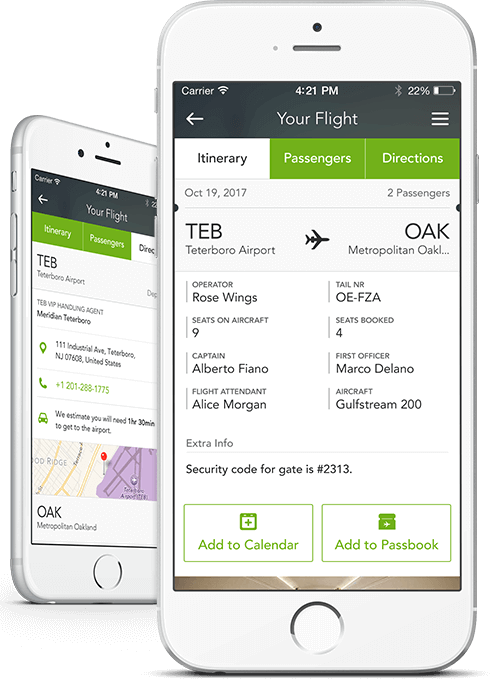 Carrier 4:21 PM 22%
Your Flight
Itinerary Passengers Directions
Oct 19, 2017 2 Passengers
TEB OAK
Teterboro Airport Metropolitan Oakl...
OPERATOR TAIL NR
Rose Wings OE-FZA
SEATS ON AIRCRAFT SEATS BOOKED
9 4
CAPTAIN FIRST OFFICER
Alberto Fiano Marco Delano
FLIGHT ATTENDANT AIRCRAFT
Alice Morgan Gulfstream 200
Extra Info
Security code for gate is #2313.
Add to Calendar Add to Passbook
Carrier 4:21 PM
Your Flight
Itinerary Passengers Direc
TEB
Teterboro Airport De
TEB VIP HANDLING AGENT
Meridian Teterboro
111 Industrial Ave, Teterboro,
NJ 07608, United States
+1 201-288-1775
We estimate you will need 1hr 30min
to get to the airport.
OOD RIDGE
Teterboro
Airport (TEB)
OAK
Metropolitan Oakland